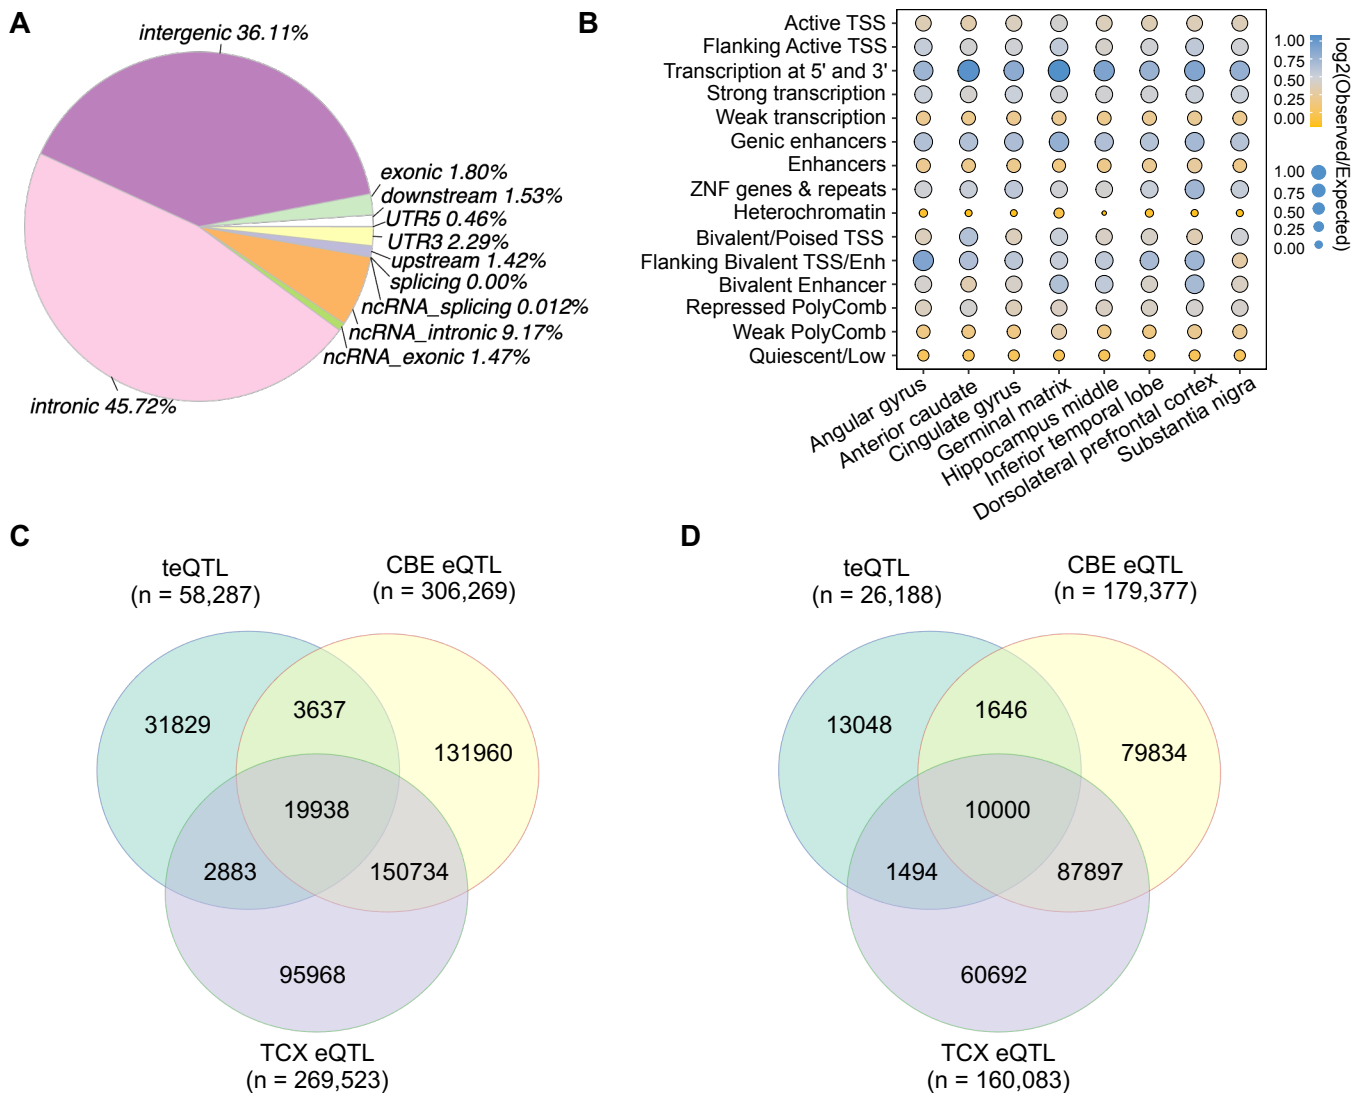 A
intergenic 36.11%
exonic 1.80%
downstream 1.53%
UTR5 0.46%
UTR3 2.29%
upstream 1.42%
splicing 0.00%
ncRNA_splicing 0.012%
ncRNA_intronic 9.17%
ncRNA_exonic 1.47%
intronic 45.72%
B
Active TSS
Flanking Active TSS
Transcription at 5' and 3'
Strong transcription
Weak transcription
Genic enhancers
Enhancers
ZNF genes & repeats
Heterochromatin
Bivalent/Poised TSS
Flanking Bivalent TSS/Enh
Bivalent Enhancer
Repressed PolyComb
Weak PolyComb
Quiescent/Low
Angular gyrus
Anterior caudate
Cingulate gyrus
Germinal matrix
Hippocampus middle
Inferior temporal lobe
Dorsolateral prefrontal cortex
Substantia nigra
1.00
0.75
0.50
0.25
0.00
1.00
0.75
0.50
0.25
0.00
log2(Observed/Expected)
C
teQTL
(n = 58,287)
CBE eQTL
(n = 306,269)
31829
3637
131960
19938
2883
150734
95968
TCX eQTL
(n = 269,523)
D
teQTL
(n = 26,188)
CBE eQTL
(n = 179,377)
13048
1646
79834
10000
1494
87897
60692
TCX eQTL
(n = 160,083)